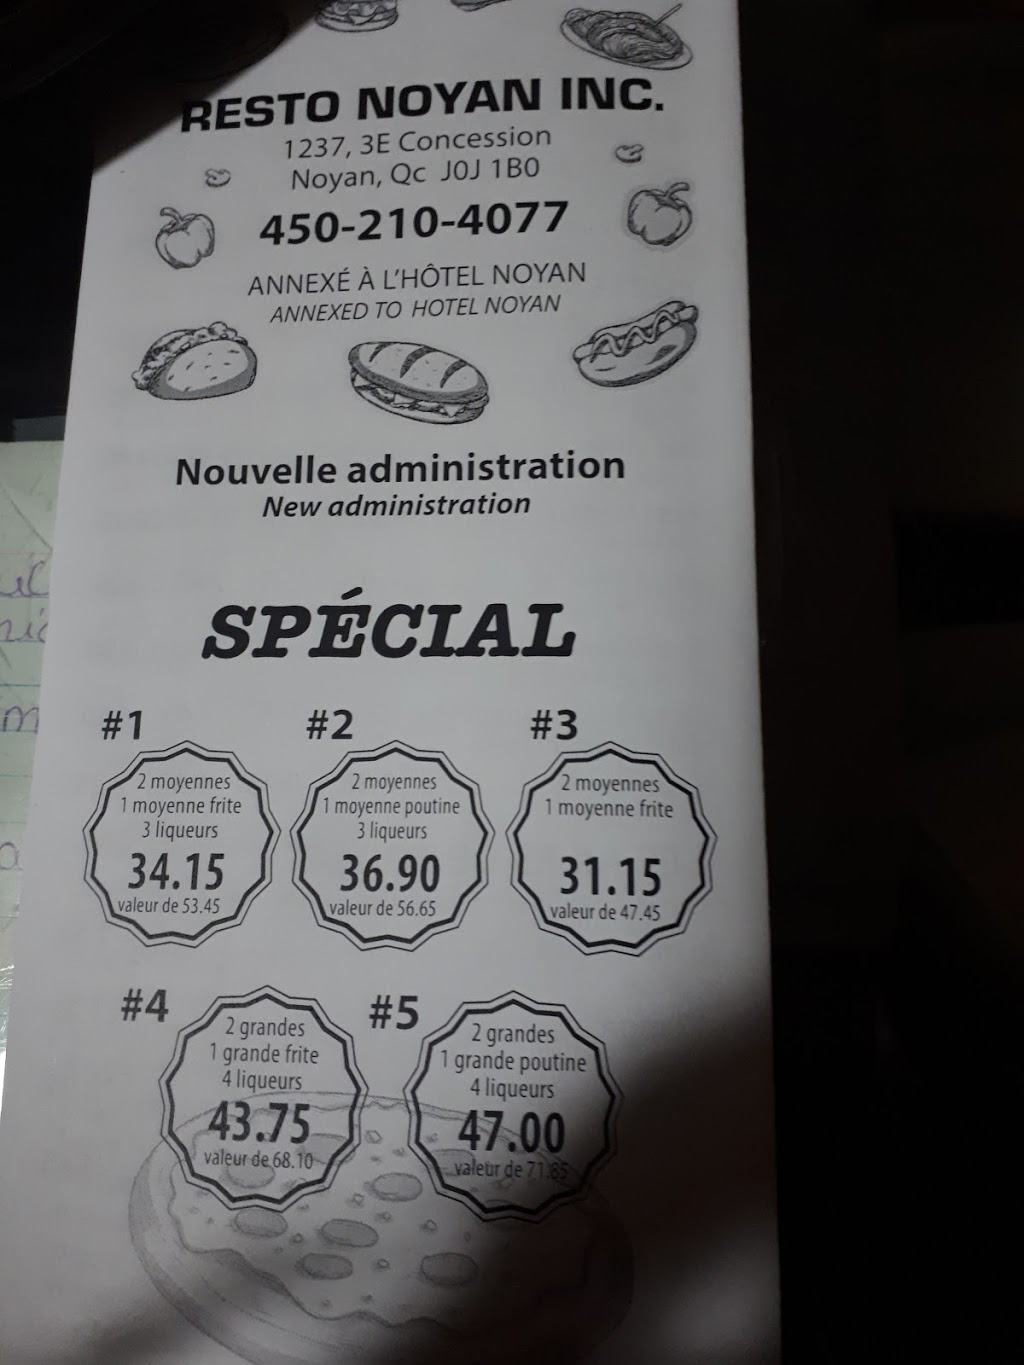 RESTO NOYAN INC.
1237, 3E Concession
Noyan, Qc J0J 1B0
450-210-4077
ANNEXÉ À L'HÔTEL NOYAN
ANNEXED TO HOTEL NOYAN
Nouvelle administration
New administration
SPÉCIAL
#1
2 moyennes
1 moyenne frite
3 liqueurs
34.15
valeur de 53.45
#2
2 moyennes
1 moyenne poutine
3 liqueurs
36.90
valeur de 56.65
#3
2 moyennes
1 moyenne frite
31.15
valeur de 47.45
#4
2 grandes
1 grande frite
4 liqueurs
43.75
valeur de 68.10
#5
2 grandes
1 grande poutine
4 liqueurs
47.00
valeur de 71.85